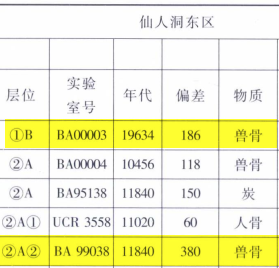 仙人洞东区
层位 实验室号 年代 偏差 物质
①B BA00003 19634 186 兽骨
②A BA00004 10456 118 兽骨
②A BA95138 11840 150 炭
②A① UCR 3558 11020 60 人骨
②A② BA 99038 11840 380 兽骨